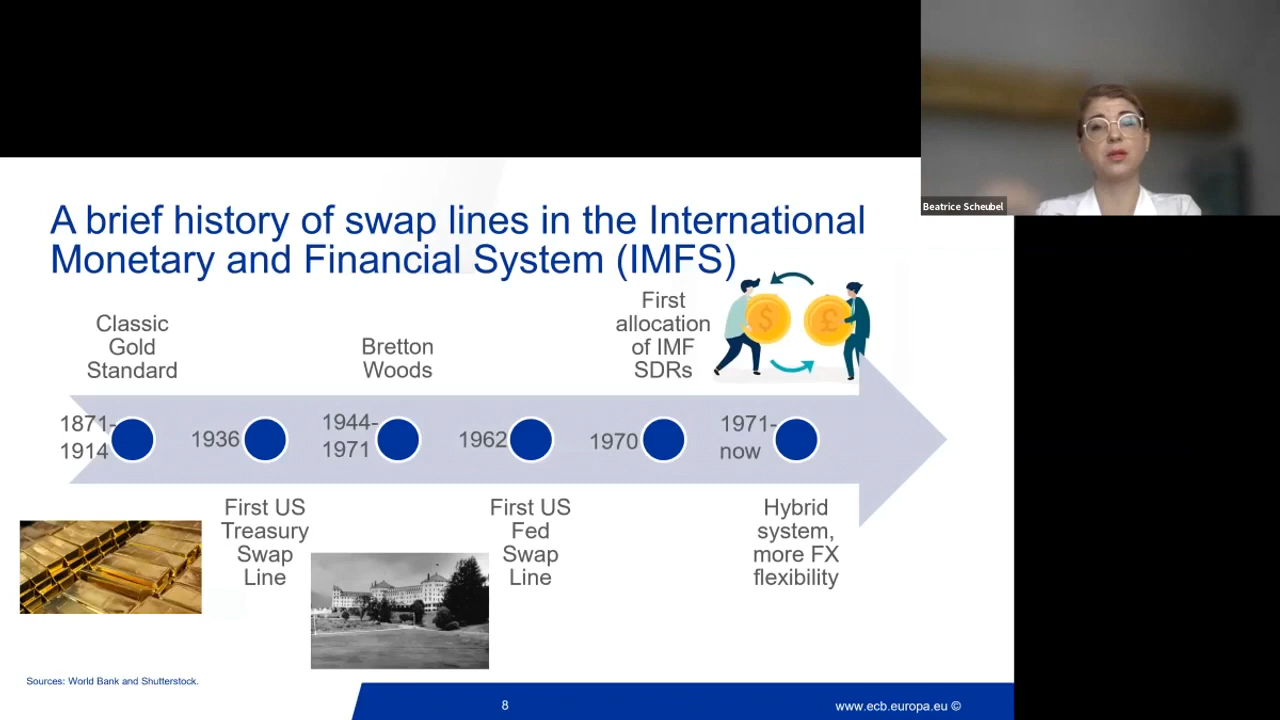 A brief history of swap lines in the International
Monetary and Financial System (IMFS)
Classic
Gold
Standard
Bretton
Woods
First
allocation
of IMF
SDRs
$
£
1871-
1914
1936
1944-
1971
1962
1970
1971-
now
First US
Treasury
Swap
Line
First US
Fed
Swap
Line
Hybrid
system,
more FX
flexibility
Sources: World Bank and Shutterstock.
8
www.ecb.europa.eu ©
Beatrice Scheubel